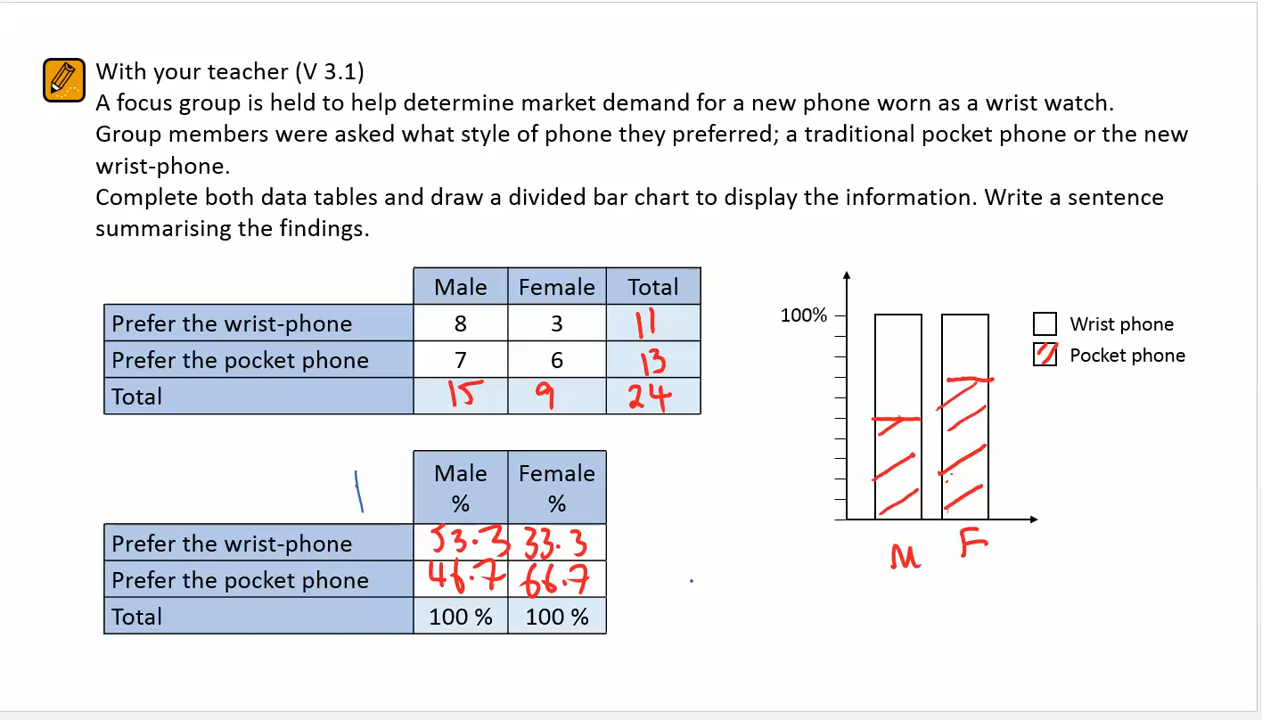 With your teacher (V 3.1)
A focus group is held to help determine market demand for a new phone worn as a wrist watch.
Group members were asked what style of phone they preferred; a traditional pocket phone or the new
wrist-phone.
Complete both data tables and draw a divided bar chart to display the information. Write a sentence
summarising the findings.
Male Female Total
Prefer the wrist-phone 8 3 11
Prefer the pocket phone 7 6 13
Total 15 9 24
100%
Wrist phone
Pocket phone
M F
Male Female
% %
Prefer the wrist-phone 53.3 33.3
Prefer the pocket phone 46.7 66.7
Total 100 % 100 %